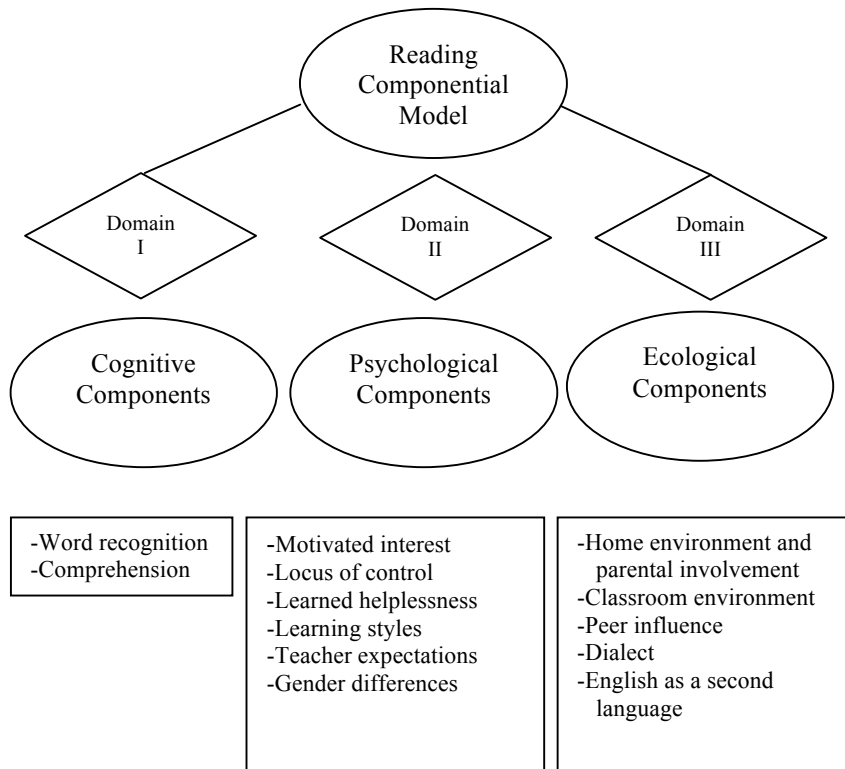 Reading
Componential
Model
Domain
I
Domain
II
Domain
III
Cognitive
Components
Psychological
Components
Ecological
Components
-Word recognition
-Comprehension
-Motivated interest
-Locus of control
-Learned helplessness
-Learning styles
-Teacher expectations
-Gender differences
-Home environment and
parental involvement
-Classroom environment
-Peer influence
-Dialect
-English as a second
language